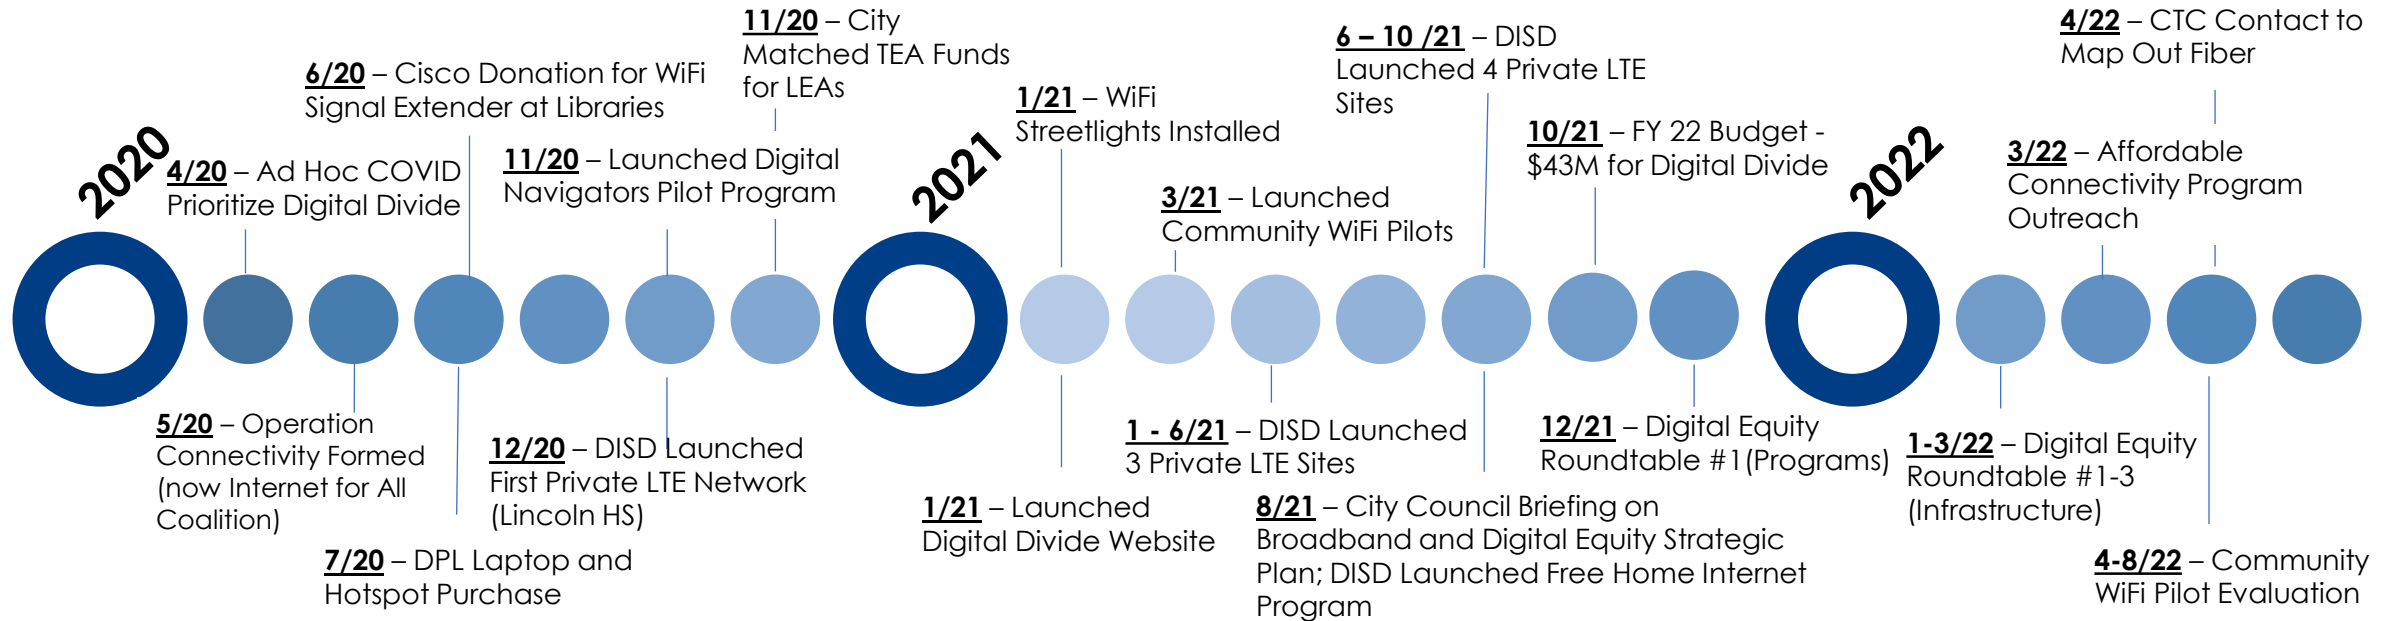 2020
4/20 – Ad Hoc COVID
Prioritize Digital Divide
5/20 – Operation
Connectivity Formed
(now Internet for All
Coalition)
6/20 – Cisco Donation for WiFi
Signal Extender at Libraries
7/20 – DPL Laptop and
Hotspot Purchase
11/20 – Launched Digital
Navigators Pilot Program
11/20 – City
Matched TEA Funds
for LEAs
12/20 – DISD Launched
First Private LTE Network
(Lincoln HS)
2021
1/21 – WiFi
Streetlights Installed
1/21 – Launched
Digital Divide Website
3/21 – Launched
Community WiFi Pilots
1 - 6/21 – DISD Launched
3 Private LTE Sites
6 – 10 /21 – DISD
Launched 4 Private LTE
Sites
8/21 – City Council Briefing on
Broadband and Digital Equity Strategic
Plan; DISD Launched Free Home Internet
Program
10/21 – FY 22 Budget -
$43M for Digital Divide
12/21 – Digital Equity
Roundtable #1(Programs)
2022
1-3/22 – Digital Equity
Roundtable #1-3
(Infrastructure)
3/22 – Affordable
Connectivity Program
Outreach
4/22 – CTC Contact to
Map Out Fiber
4-8/22 – Community
WiFi Pilot Evaluation